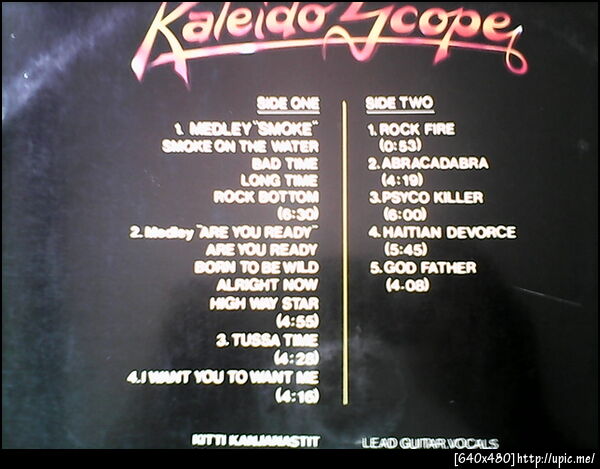 Kaleido Scope
SIDE ONE
1. MEDLEY "SMOKE"
SMOKE ON THE WATER
BAD TIME
LONG TIME
ROCK BOTTOM
(6:30)
2. Medley "ARE YOU READY"
ARE YOU READY
BORN TO BE WILD
ALRIGHT NOW
HIGH WAY STAR
(4:55)
3. TUSSA TIME
(4:28)
4. I WANT YOU TO WANT ME
(4:16)
SIDE TWO
1. ROCK FIRE
(0:53)
2. ABRACADABRA
(4:19)
3. PSYCO KILLER
(6:00)
4. HAITIAN DEVORCE
(5:45)
5. GOD FATHER
(4-08)
KITTI KANJANASTIT
LEAD GUITAR.VOCALS
[640x480]http://upic.me/